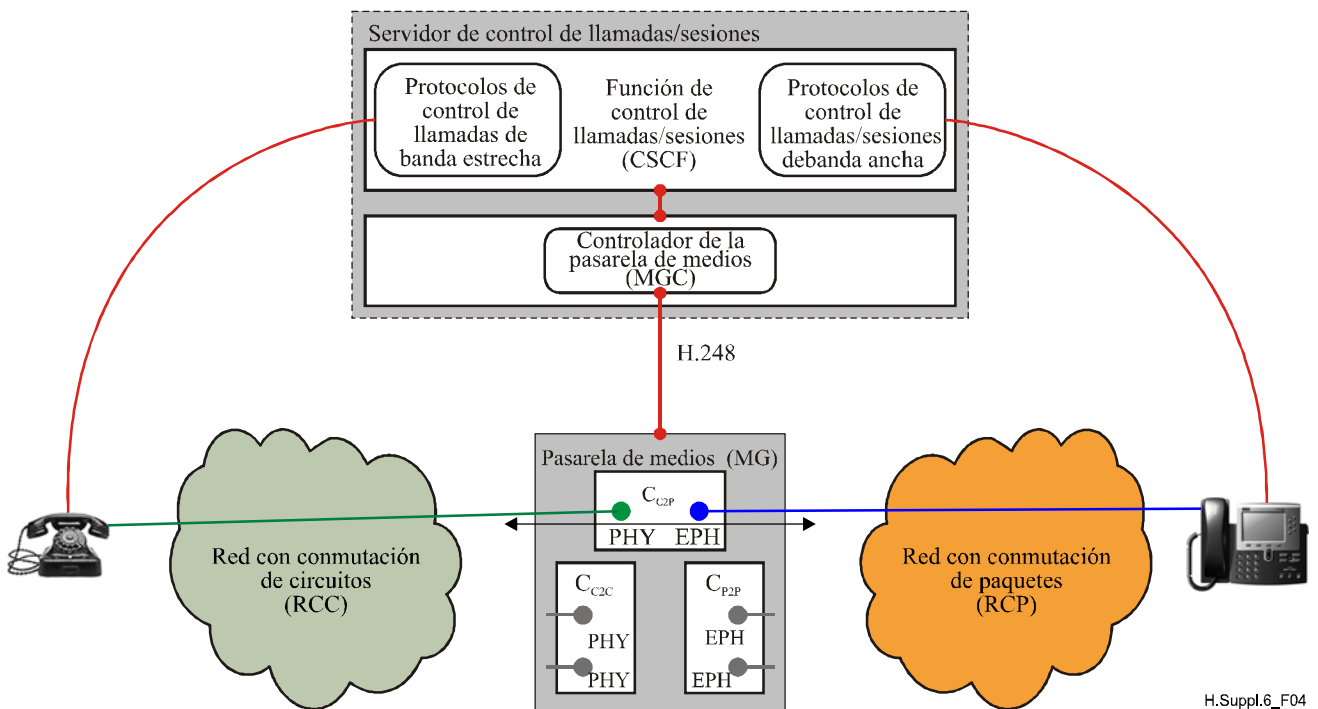 Servidor de control de llamadas/sesiones
Protocolos de
control de
llamadas de
banda estrecha
Función de
control de
llamadas/sesiones
(CSCF)
Protocolos de
control de
llamadas/sesiones
debanda ancha
Controlador de la
pasarela de medios
(MGC)
H.248
Pasarela de medios (MG)
C_C2P
PHY EPH
Red con conmutación
de circuitos
(RCC)
C_C2C
PHY
PHY
C_P2P
EPH
EPH
Red con conmutación
de paquetes
(RCP)
H.Suppl.6_F04